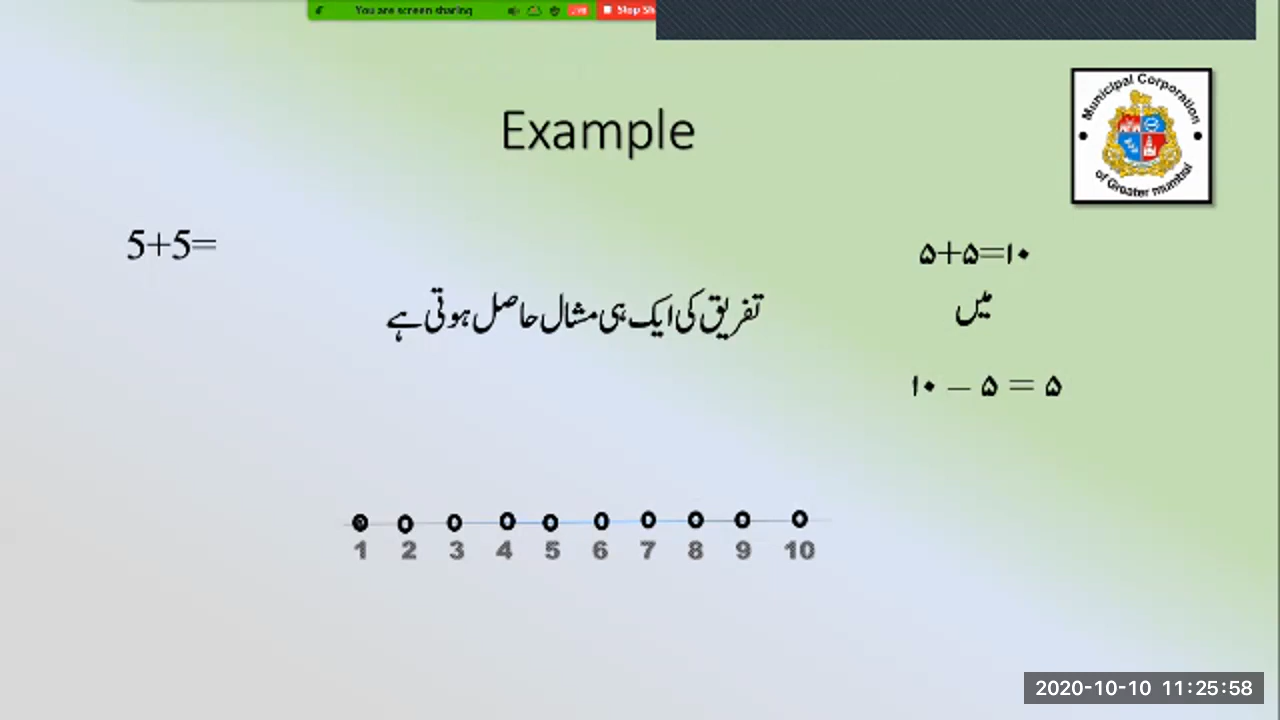 You are screen sharing
LIVE
Stop Sh
Municipal Corporation
of Greater mumbai
Example
5+5=
۵+۵=۱۰
میں
تفریق کی ایک ہی مثال حاصل ہوتی ہے
۱۰ – ۵ = ۵
1 2 3 4 5 6 7 8 9 10
2020-10-10 11:25:58